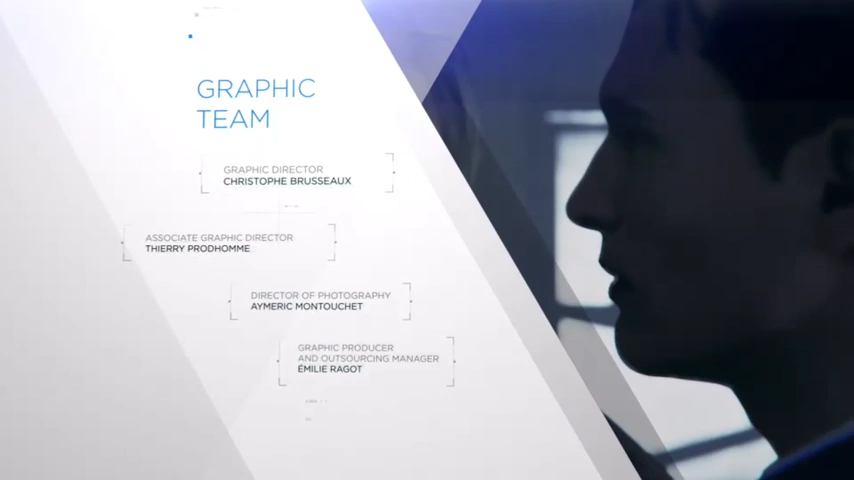 GRAPHIC
TEAM
GRAPHIC DIRECTOR
CHRISTOPHE BRUSSEAUX
ASSOCIATE GRAPHIC DIRECTOR
THIERRY PRODHOMME
DIRECTOR OF PHOTOGRAPHY
AYMERIC MONTOUCHET
GRAPHIC PRODUCER
AND OUTSOURCING MANAGER
ÉMILIE RAGOT